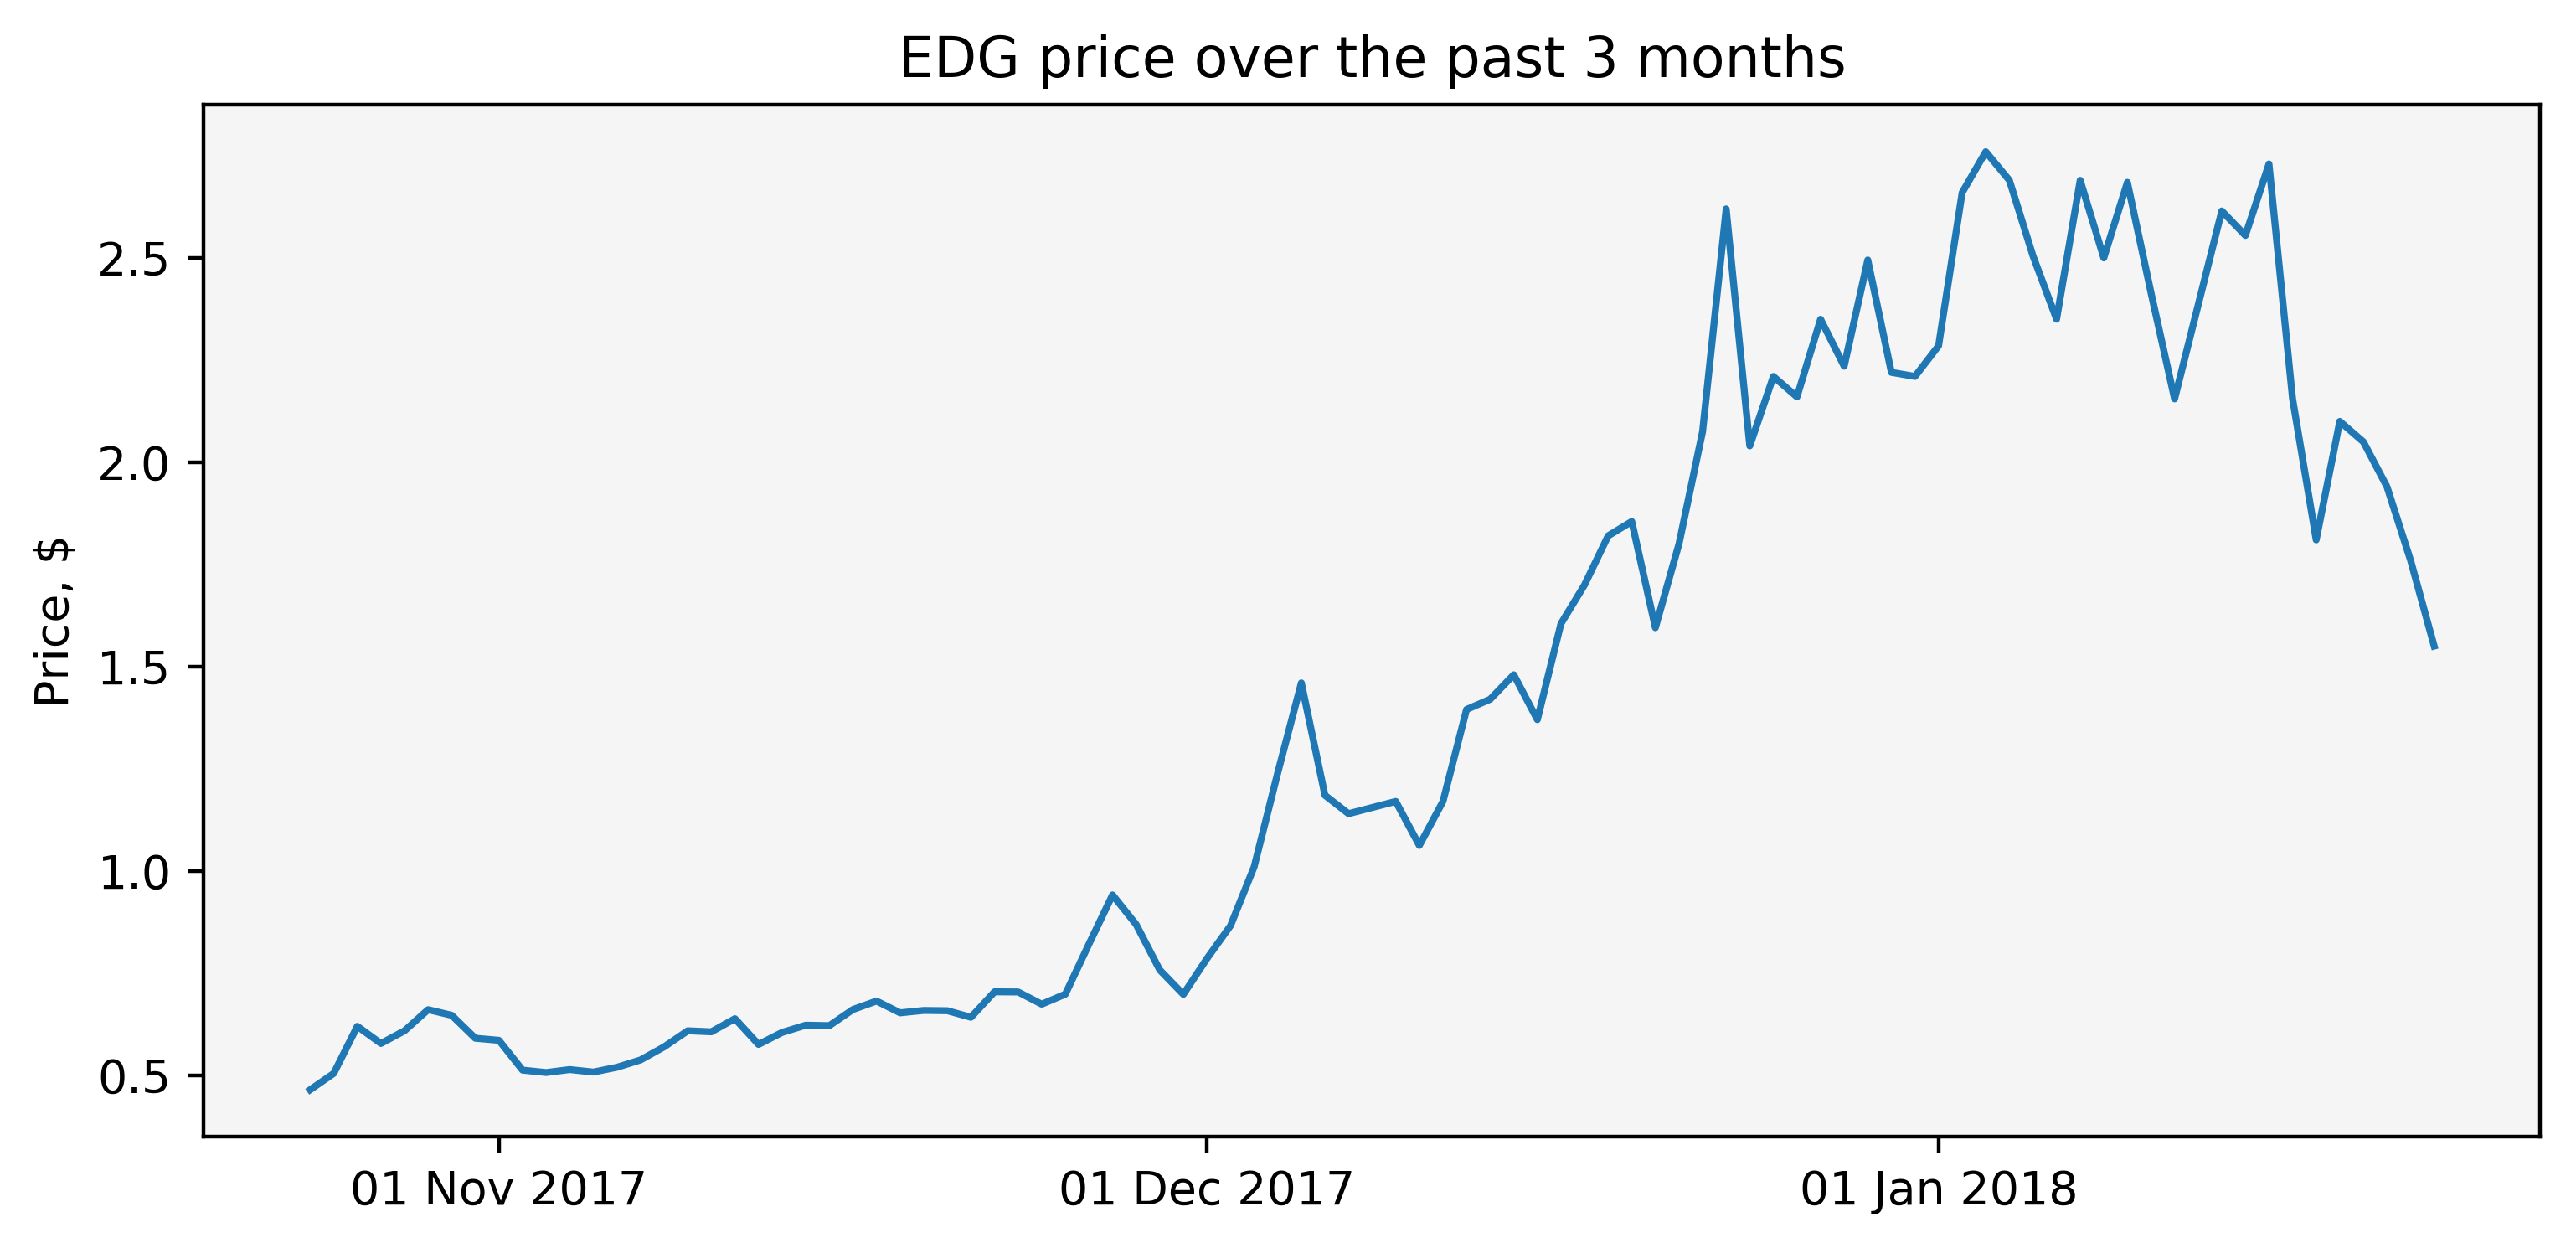 EDG price over the past 3 months
Price, $
2.5
2.0
1.5
1.0
0.5
01 Nov 2017
01 Dec 2017
01 Jan 2018